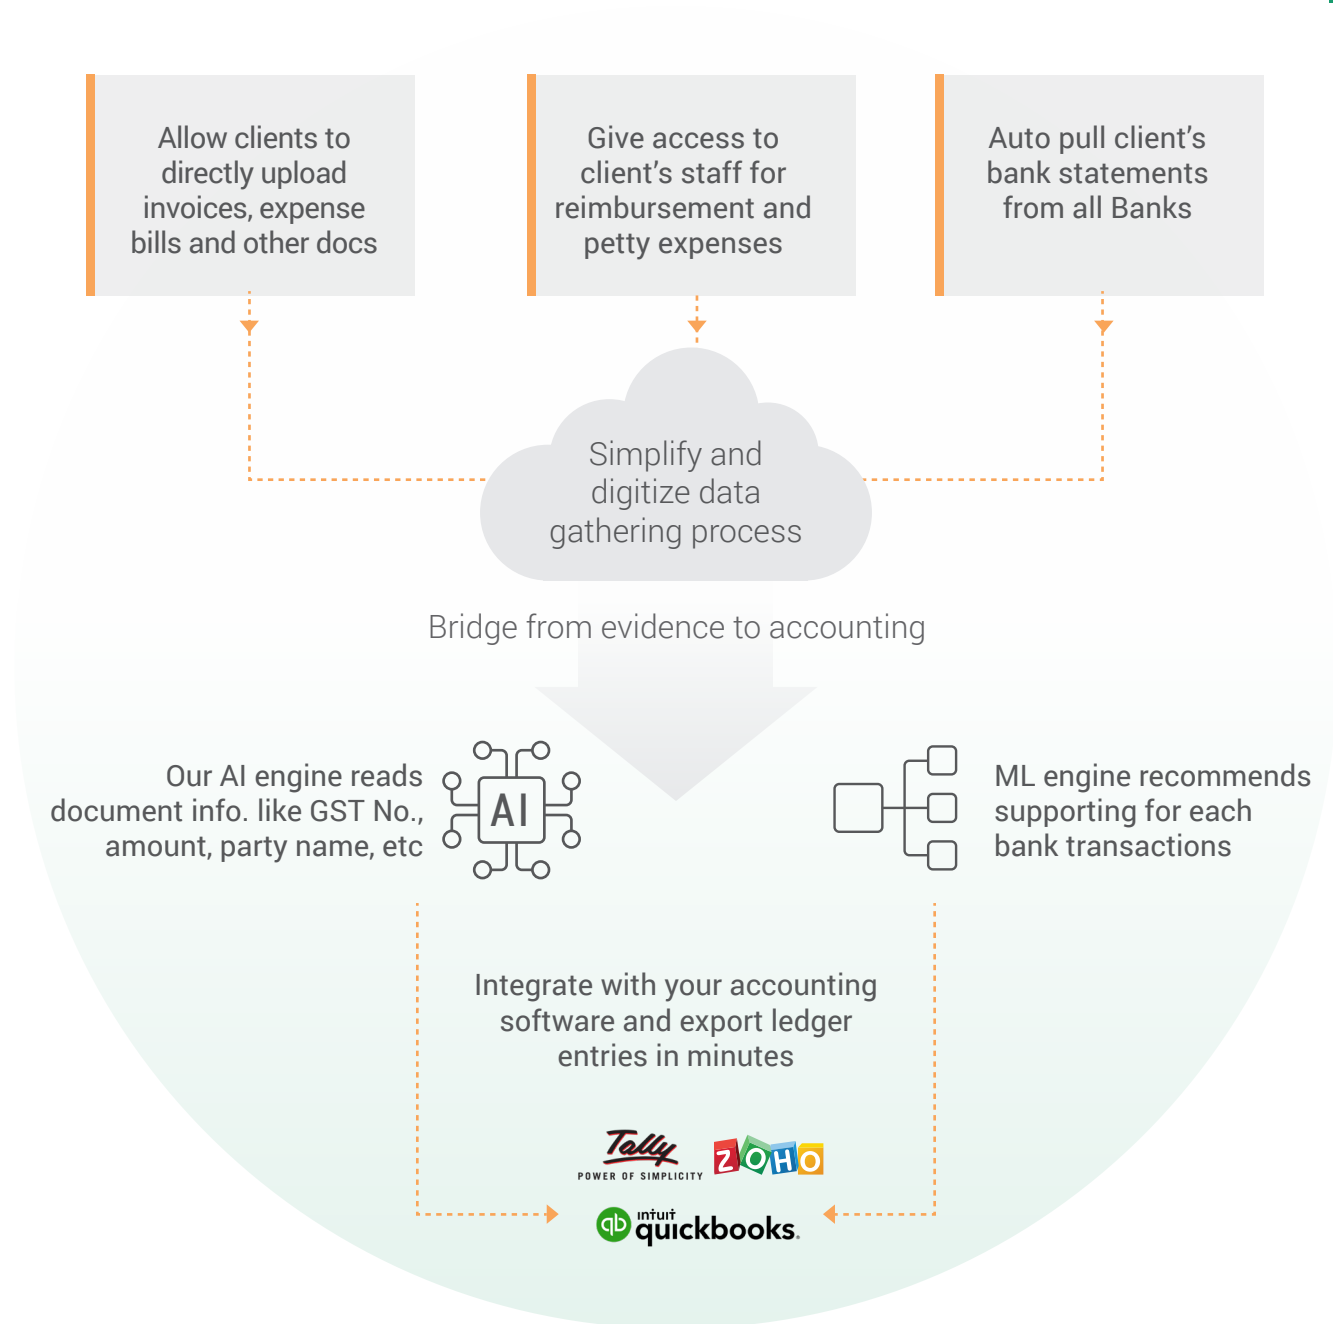 Allow clients to
directly upload
invoices, expense
bills and other docs
Give access to
client's staff for
reimbursement and
petty expenses
Auto pull client's
bank statements
from all Banks
Simplify and
digitize data
gathering process
Bridge from evidence to accounting
Our AI engine reads
document info. like GST No.,
amount, party name, etc
AI
ML engine recommends
supporting for each
bank transactions
Integrate with your accounting
software and export ledger
entries in minutes
Tally
POWER OF SIMPLICITY
ZOHO
qb
intuit
quickbooks.